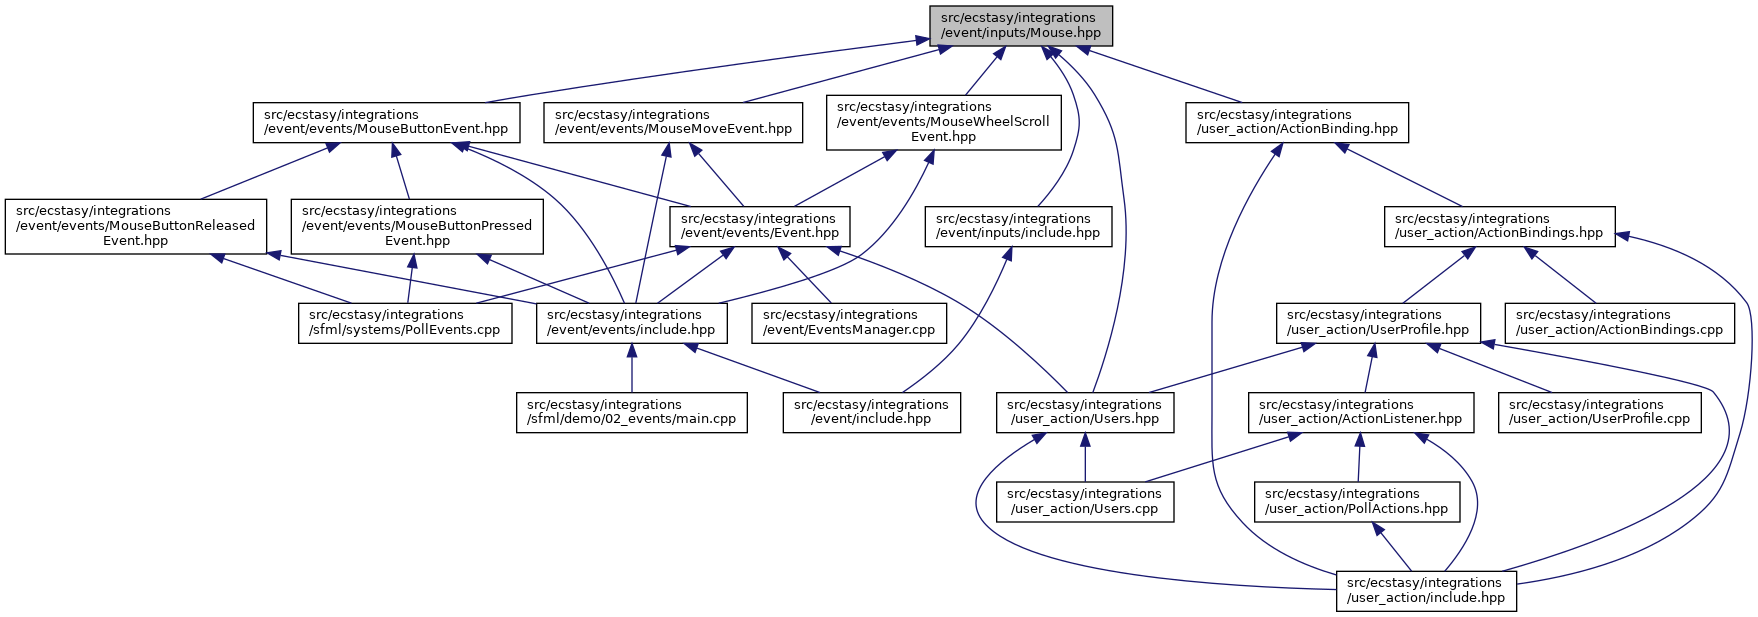 src/ecstasy/integrations
/event/inputs/Mouse.hpp
src/ecstasy/integrations
/event/events/MouseButtonEvent.hpp
src/ecstasy/integrations
/event/events/MouseMoveEvent.hpp
src/ecstasy/integrations
/event/events/MouseWheelScroll
Event.hpp
src/ecstasy/integrations
/user_action/ActionBinding.hpp
src/ecstasy/integrations
/event/events/MouseButtonReleased
Event.hpp
src/ecstasy/integrations
/event/events/MouseButtonPressed
Event.hpp
src/ecstasy/integrations
/event/events/Event.hpp
src/ecstasy/integrations
/event/inputs/include.hpp
src/ecstasy/integrations
/user_action/ActionBindings.hpp
src/ecstasy/integrations
/sfml/systems/PollEvents.cpp
src/ecstasy/integrations
/event/events/include.hpp
src/ecstasy/integrations
/event/EventsManager.cpp
src/ecstasy/integrations
/user_action/UserProfile.hpp
src/ecstasy/integrations
/user_action/ActionBindings.cpp
src/ecstasy/integrations
/sfml/demo/02_events/main.cpp
src/ecstasy/integrations
/event/include.hpp
src/ecstasy/integrations
/user_action/Users.hpp
src/ecstasy/integrations
/user_action/ActionListener.hpp
src/ecstasy/integrations
/user_action/UserProfile.cpp
src/ecstasy/integrations
/user_action/Users.cpp
src/ecstasy/integrations
/user_action/PollActions.hpp
src/ecstasy/integrations
/user_action/include.hpp